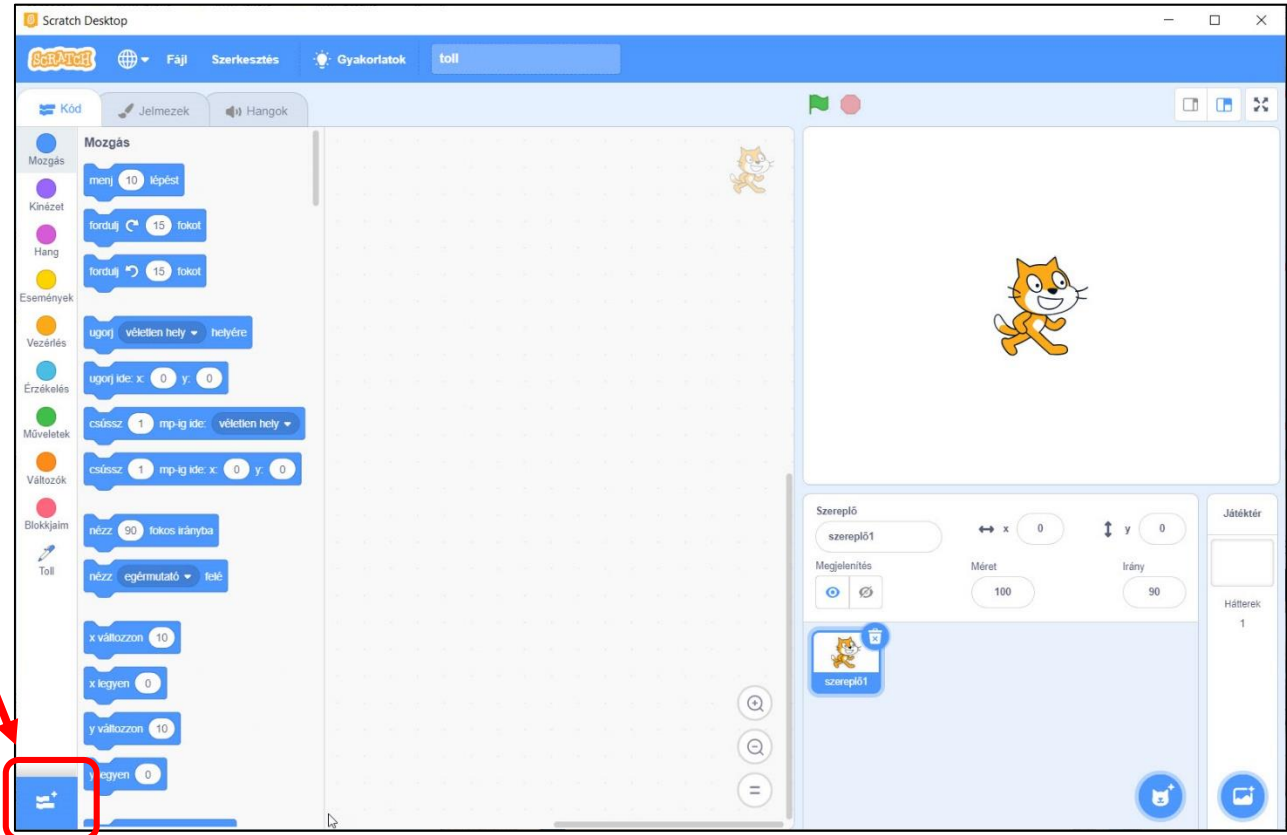 Scratch Desktop
SCRATCH Fájl Szerkesztés Gyakorlatok toll
Kód Jelmezek Hangok
Mozgás
Kinézet
Hang
Események
Vezérlés
Érzékelés
Műveletek
Változók
Blokkjaim
Toll
Mozgás
menj 10 lépést
fordulj 15 fokot
fordulj 15 fokot
ugorj véletlen hely helyére
ugorj ide: x: 0 y: 0
csússz 1 mp-ig ide: véletlen hely
csússz 1 mp-ig ide: x: 0 y: 0
nézz 90 fokos irányba
nézz egérmutató felé
x változzon 10
x legyen 0
y változzon 10
y legyen 0
Szereplő
szereplő1 x 0 y 0
Megjelenítés Méret Irány
100 90
szereplő1
Játéktér
Hátterek
1